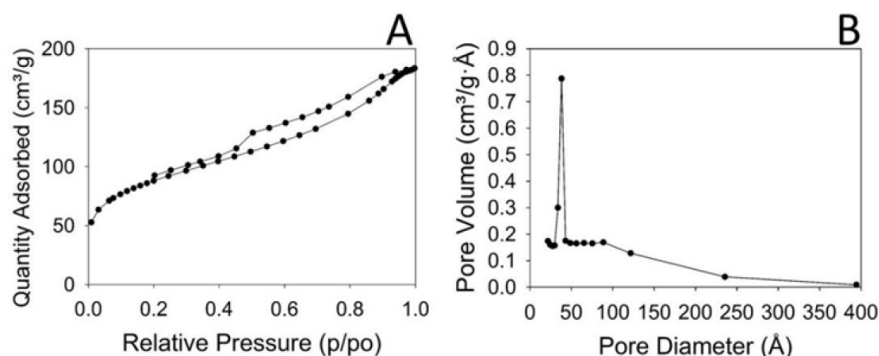 A
Quantity Adsorbed (cm³/g)
200
150
100
50
0
0.0 0.2 0.4 0.6 0.8 1.0
Relative Pressure (p/po)
B
Pore Volume (cm³/g·Å)
0.9
0.8
0.7
0.6
0.5
0.4
0.3
0.2
0.1
0.0
0 50 100 150 200 250 300 350 400
Pore Diameter (Å)